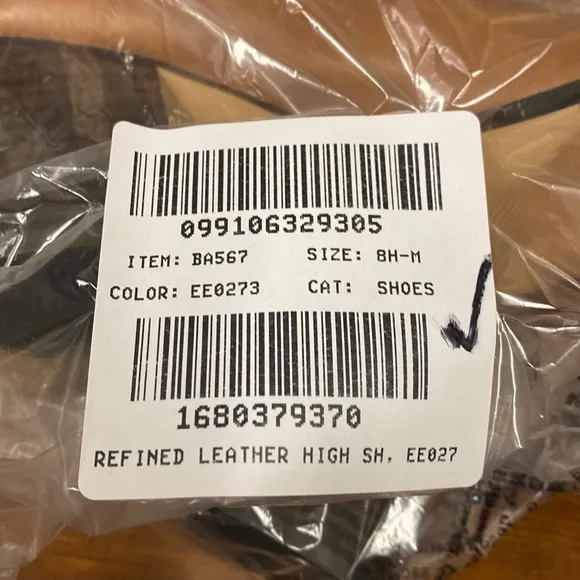 099106329305
ITEM: BA567 SIZE: 8H-M
COLOR: EE0273 CAT: SHOES
1680379370
REFINED LEATHER HIGH SH. EE027